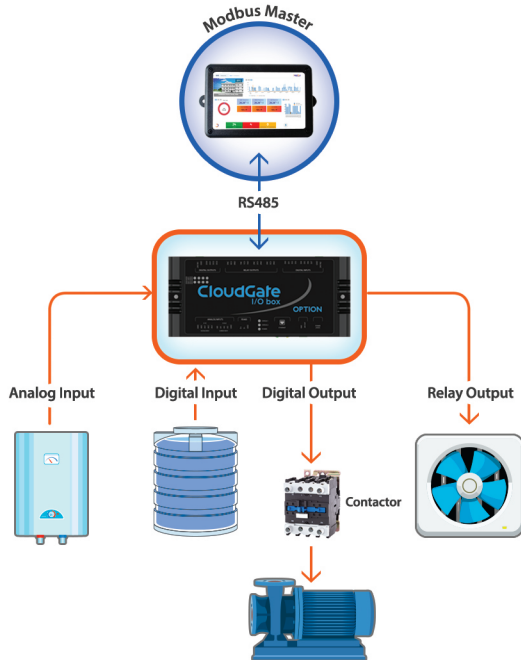 Modbus Master
RS485
CloudGate
I/O box
OPTION
Analog Input
Digital Input
Digital Output
Relay Output
Contactor